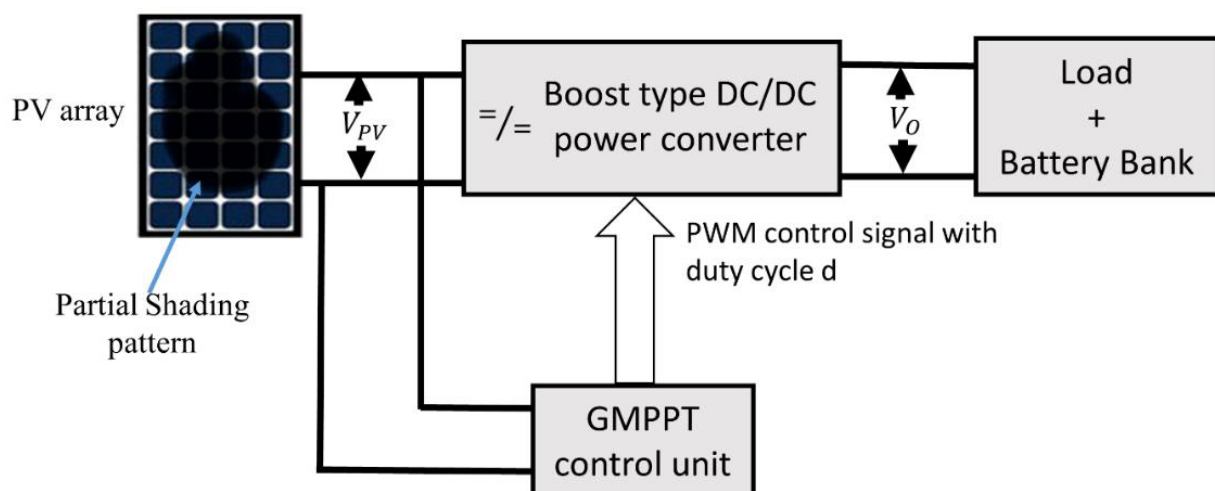 PV array
Partial Shading
pattern
V_PV
=/=
Boost type DC/DC
power converter
V_O
Load
+
Battery Bank
PWM control signal with
duty cycle d
GMPPT
control unit